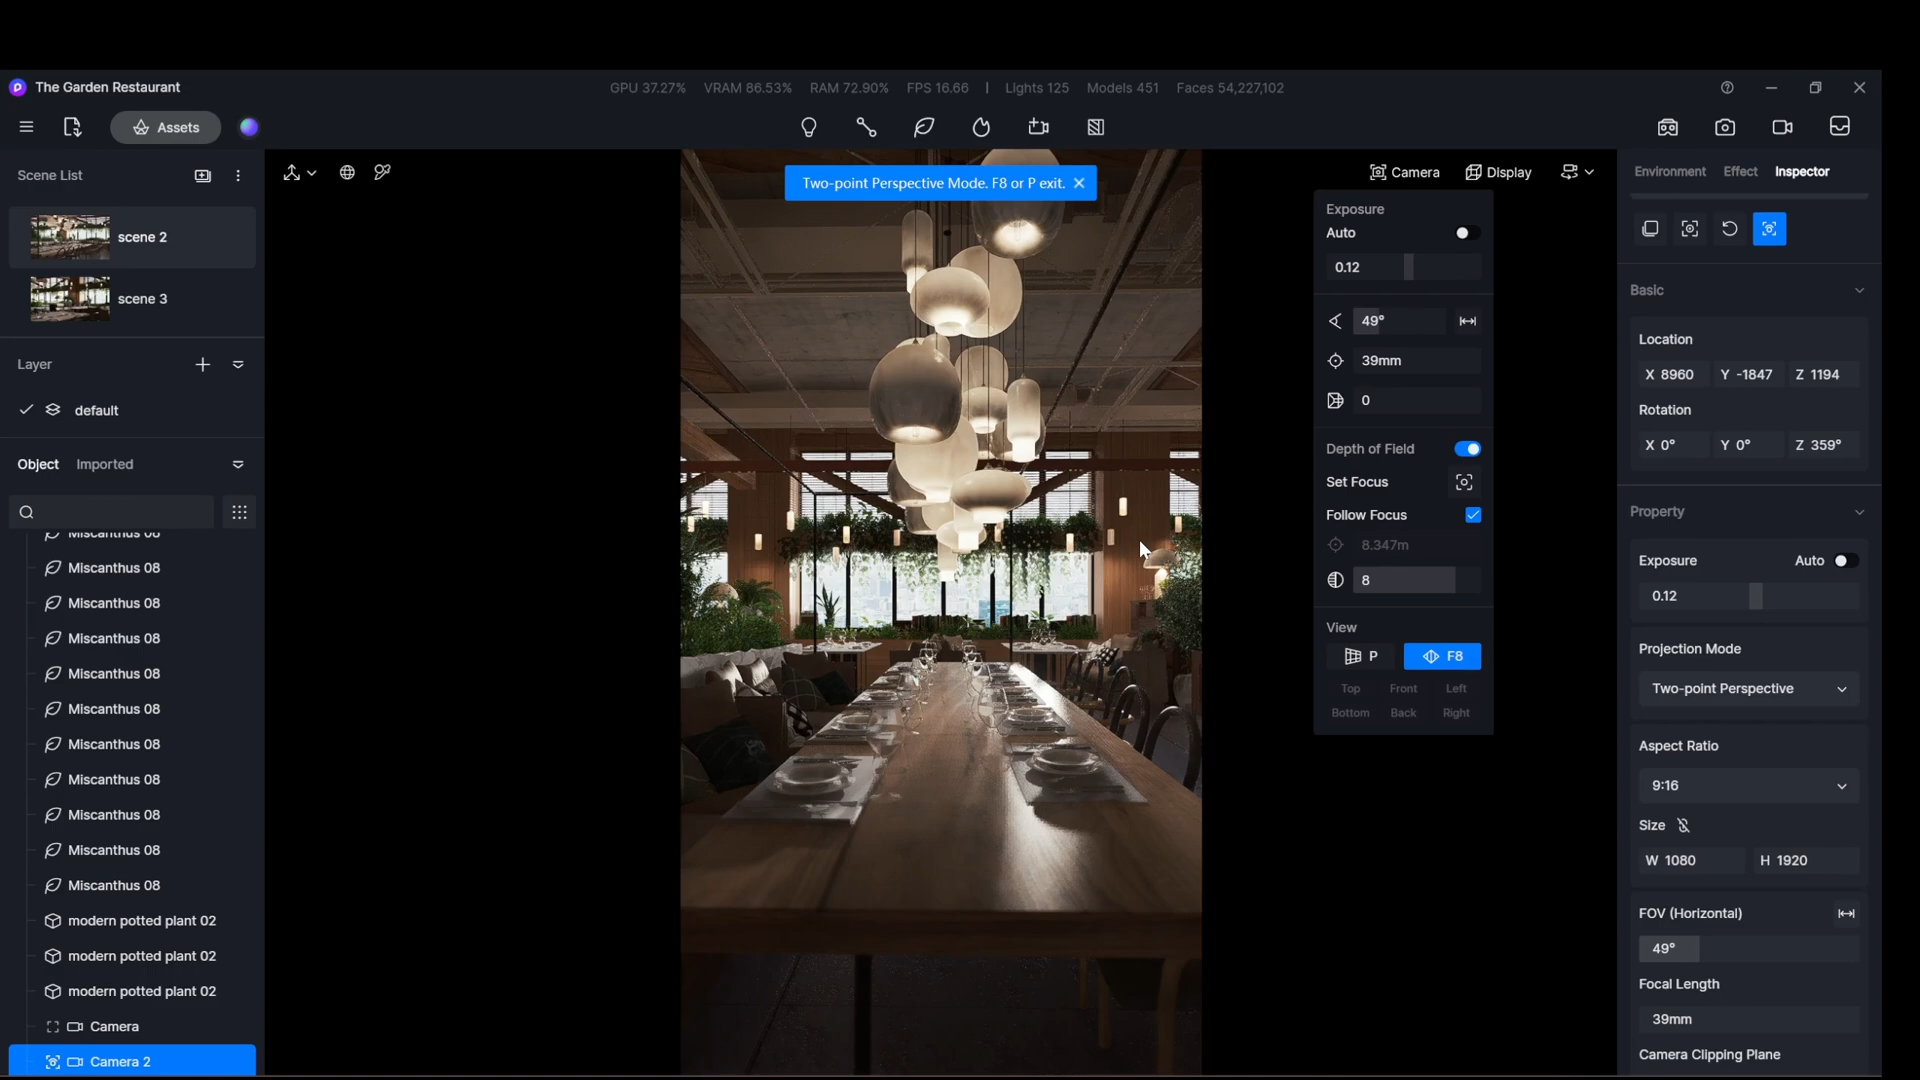 The Garden Restaurant
GPU 37.27% VRAM 86.53% RAM 72.90% FPS 16.66 | Lights 125 Models 451 Faces 54,227,102
Assets
Scene List
scene 2
scene 3
Layer
default
Object Imported
Miscanthus 08
Miscanthus 08
Miscanthus 08
Miscanthus 08
Miscanthus 08
Miscanthus 08
Miscanthus 08
Miscanthus 08
Miscanthus 08
Miscanthus 08
Miscanthus 08
modern potted plant 02
modern potted plant 02
modern potted plant 02
Camera
Camera 2
Two-point Perspective Mode. F8 or P exit.
Camera Display
Exposure
Auto
0.12
49°
39mm
0
Depth of Field
Set Focus
Follow Focus
8.347m
8
View
P F8
Top Front Left
Bottom Back Right
Environment Effect Inspector
Basic
Location
X 8960 Y -1847 Z 1194
Rotation
X 0° Y 0° Z 359°
Property
Exposure Auto
0.12
Projection Mode
Two-point Perspective
Aspect Ratio
9:16
Size
W 1080 H 1920
FOV (Horizontal)
49°
Focal Length
39mm
Camera Clipping Plane